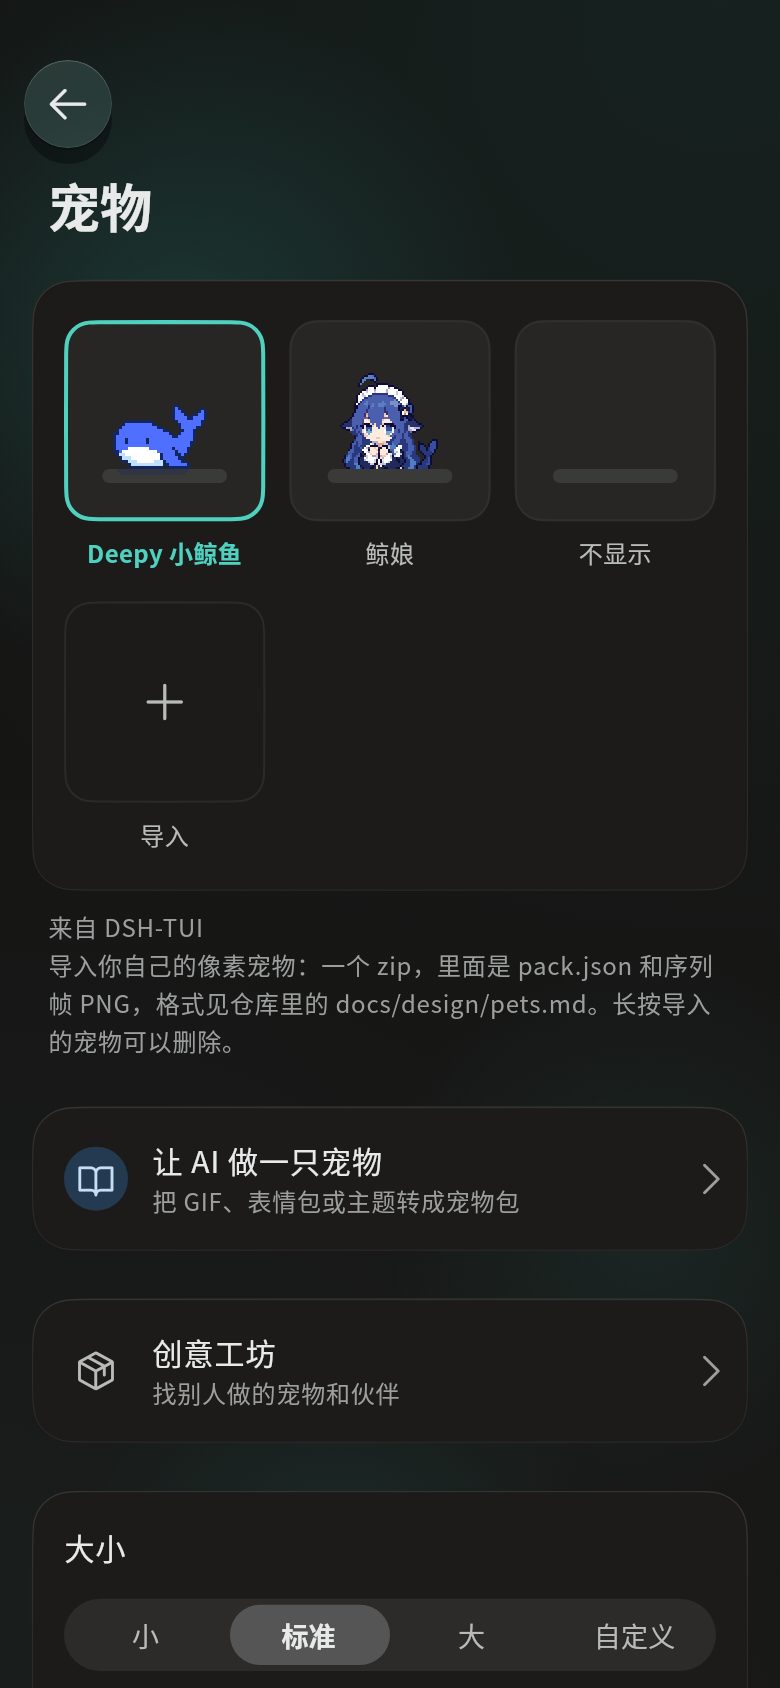 宠物
Deepy 小鲸鱼
鲸娘
不显示
导入
来自 DSH-TUI
导入你自己的像素宠物：一个 zip，里面是 pack.json 和序列
帧 PNG，格式见仓库里的 docs/design/pets.md。长按导入
的宠物可以删除。
让 AI 做一只宠物
把 GIF、表情包或主题转成宠物包
创意工坊
找别人做的宠物和伙伴
大小
小
标准
大
自定义